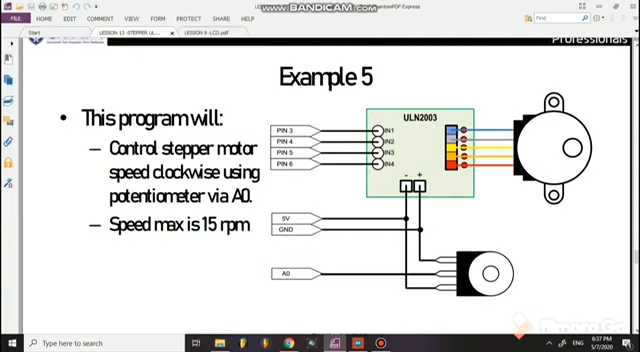 WWW.BANDICAM.COM
PhantomPDF Express
FILE HOME EDIT COMMENT VIEW FORM
Find
Start LESSON 13 -STEPPER UL... LESSON 9 -LCD.pdf
Professionals
Example 5
• This program will:
– Control stepper motor
speed clockwise using
potentiometer via A0.
– Speed max is 15 rpm
ULN2003
PIN 3 IN1
PIN 4 IN2
PIN 5 IN3
PIN 6 IN4
- +
5V
GND
A0
Type here to search
ENG
6:37 PM
5/7/2020